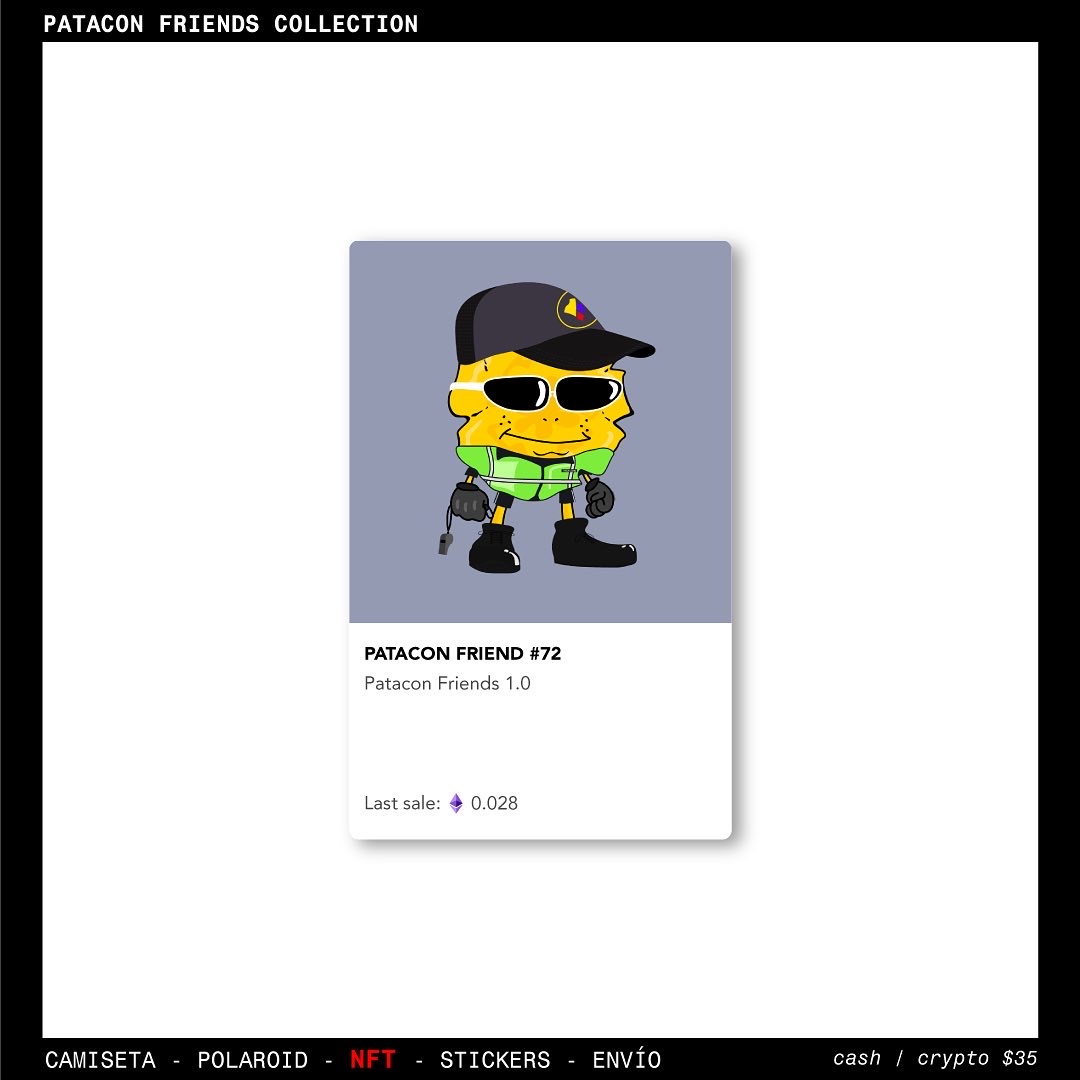 PATACON FRIENDS COLLECTION
PATACON FRIEND #72
Patacon Friends 1.0
Last sale: 0.028
CAMISETA - POLAROID - NFT - STICKERS - ENVÍO
cash / crypto $35